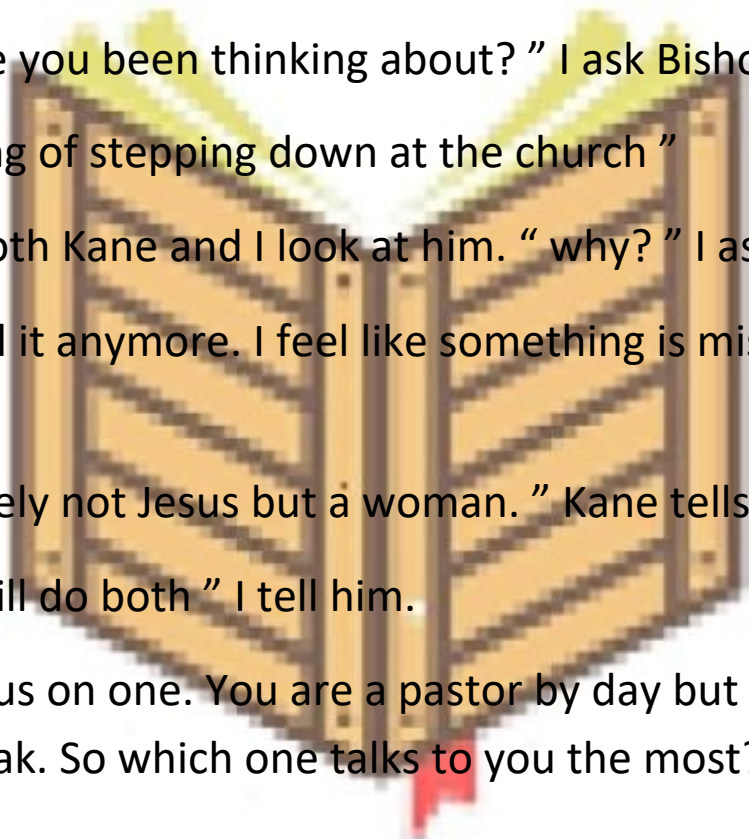 e you been thinking about? ” I ask Bisho
g of stepping down at the church ”
oth Kane and I look at him. “ why? ” I as
l it anymore. I feel like something is mis
ely not Jesus but a woman. ” Kane tells
ill do both ” I tell him.
us on one. You are a pastor by day but
ak. So which one talks to you the most?